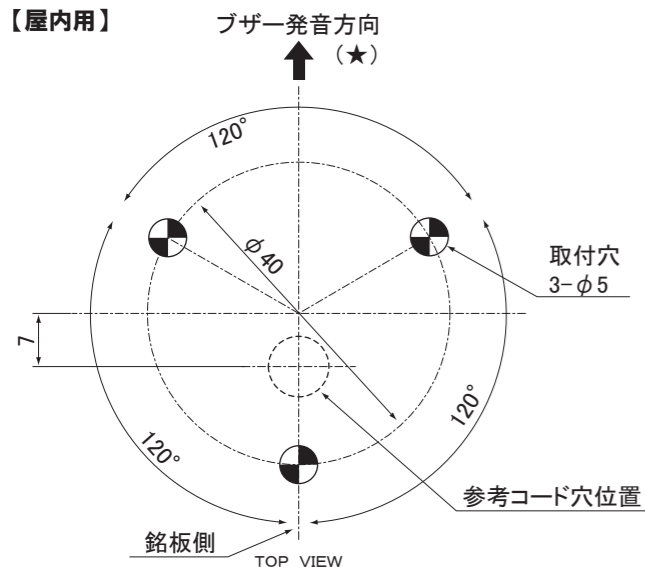 【屋内用】
ブザー発音方向
（★）
120°
φ40
取付穴
3-φ5
7
120°
120°
参考コード穴位置
銘板側
TOP VIEW